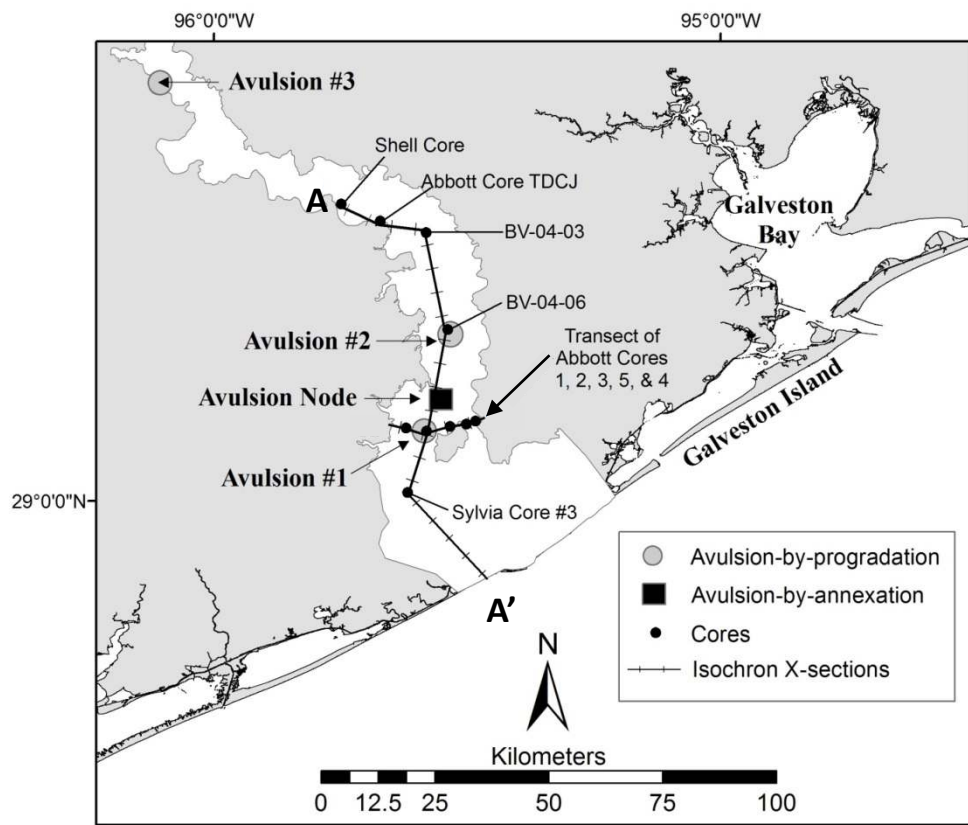 96°0'0"W
95°0'0"W
Avulsion #3
Shell Core
A
Abbott Core TDCJ
Galveston
Bay
BV-04-03
BV-04-06
Avulsion #2
Transect of
Abbott Cores
1, 2, 3, 5, & 4
Avulsion Node
Galveston Island
Avulsion #1
29°0'0"N
Sylvia Core #3
A'
Avulsion-by-progradation
Avulsion-by-annexation
Cores
Isochron X-sections
N
Kilometers
0 12.5 25 50 75 100